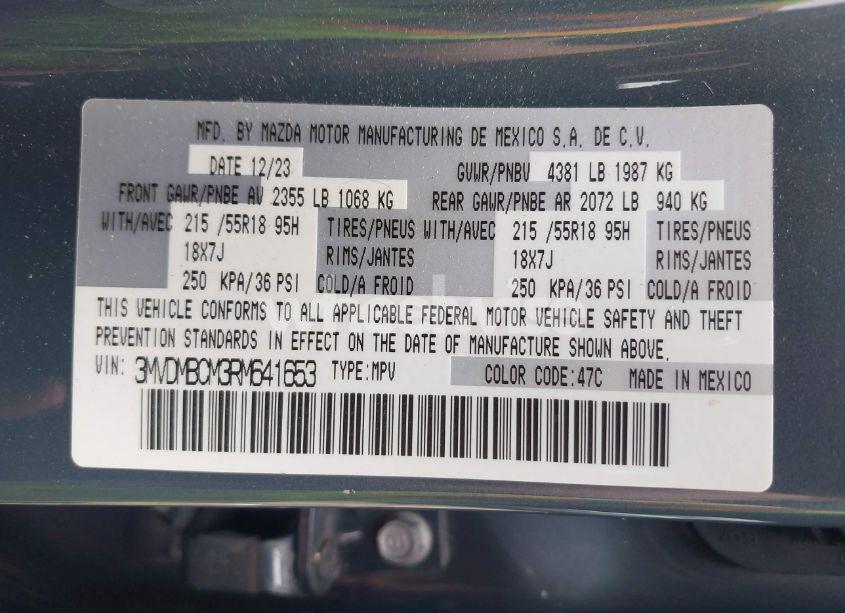 MFD. BY MAZDA MOTOR MANUFACTURING DE MEXICO S.A. DE C.V.
DATE 12/23 GVWR/PNBV 4381 LB 1987 KG
FRONT GAWR/PNBE AV 2355 LB 1068 KG REAR GAWR/PNBE AR 2072 LB 940 KG
WITH/AVEC 215 /55R18 95H TIRES/PNEUS WITH/AVEC 215 /55R18 95H TIRES/PNEUS
18X7J RIMS/JANTES 18X7J RIMS/JANTES
250 KPA/36 PSI COLD/A FROID 250 KPA/36 PSI COLD/A FROID
THIS VEHICLE CONFORMS TO ALL APPLICABLE FEDERAL MOTOR VEHICLE SAFETY AND THEFT
PREVENTION STANDARDS IN EFFECT ON THE DATE OF MANUFACTURE SHOWN ABOVE.
VIN: 3MVDMBCM3RM641653 TYPE:MPV COLOR CODE:47C MADE IN MEXICO